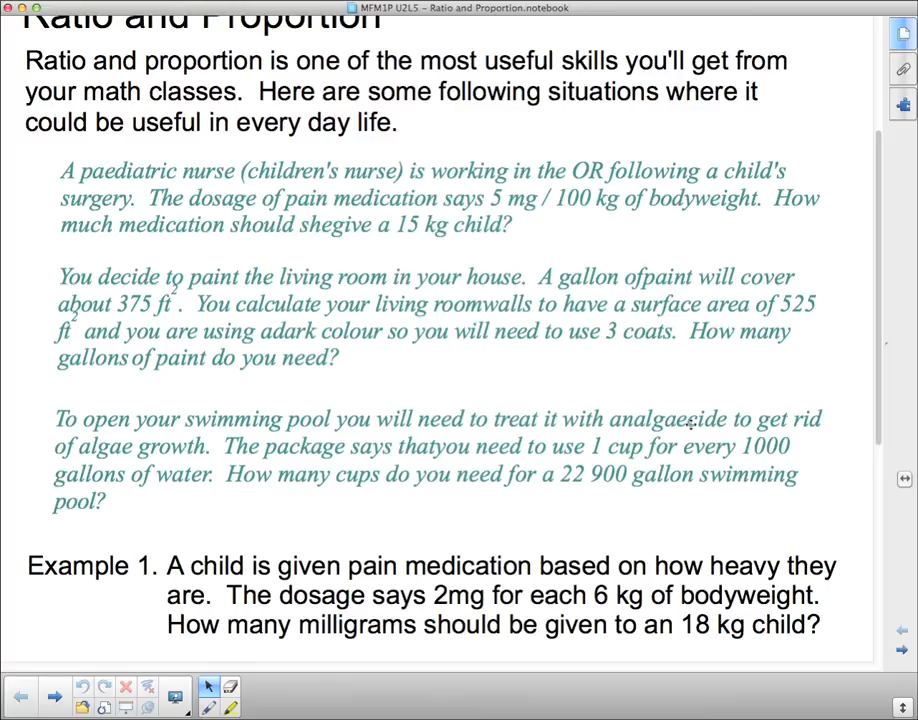 MFM1P U2L5 - Ratio and Proportion.notebook
Ratio and Proportion
Ratio and proportion is one of the most useful skills you'll get from
your math classes.  Here are some following situations where it
could be useful in every day life.
A paediatric nurse (children's nurse) is working in the OR following a child's
surgery.  The dosage of pain medication says 5 mg / 100 kg of bodyweight.  How
much medication should shegive a 15 kg child?
You decide to paint the living room in your house.  A gallon ofpaint will cover
about 375 ft².  You calculate your living roomwalls to have a surface area of 525
ft² and you are using adark colour so you will need to use 3 coats.  How many
gallons of paint do you need?
To open your swimming pool you will need to treat it with analgaecide to get rid
of algae growth.  The package says thatyou need to use 1 cup for every 1000
gallons of water.  How many cups do you need for a 22 900 gallon swimming
pool?
Example 1. A child is given pain medication based on how heavy they
are.  The dosage says 2mg for each 6 kg of bodyweight.
How many milligrams should be given to an 18 kg child?